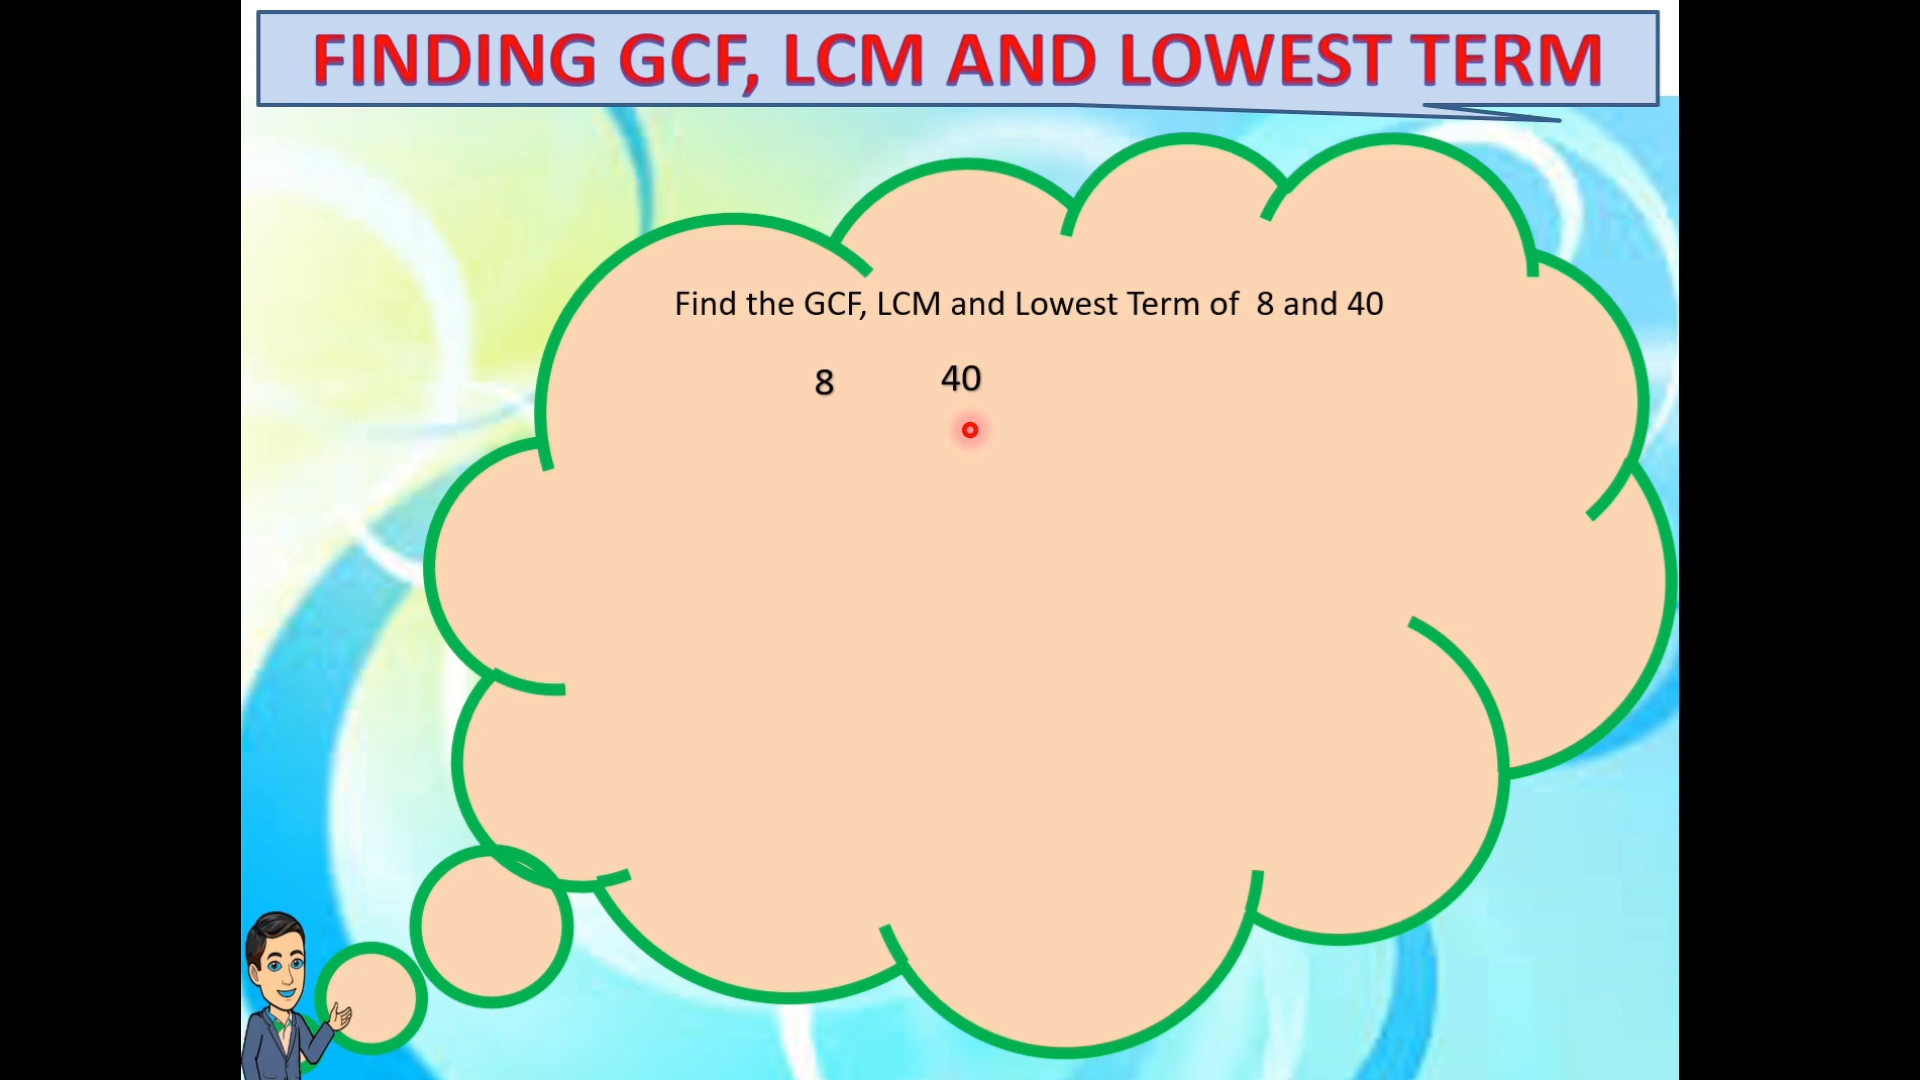 FINDING GCF, LCM AND LOWEST TERM
Find the GCF, LCM and Lowest Term of 8 and 40
8 40